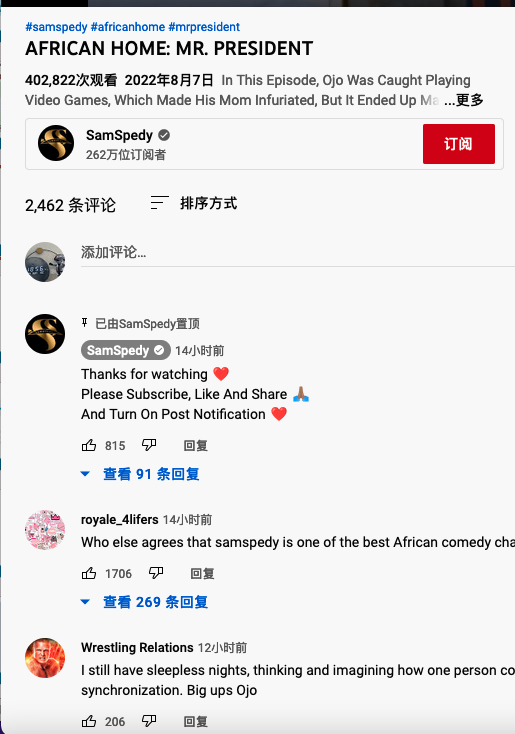 #samspedy #africanhome #mrpresident
AFRICAN HOME: MR. PRESIDENT
402,822次观看 2022年8月7日 In This Episode, Ojo Was Caught Playing
Video Games, Which Made His Mom Infuriated, But It Ended Up Ma ...更多
SamSpedy
262万位订阅者
订阅
2,462 条评论 排序方式
添加评论...
已由SamSpedy置顶
SamSpedy 14小时前
Thanks for watching ❤️
Please Subscribe, Like And Share 🙏🏾
And Turn On Post Notification ❤️
815 回复
查看 91 条回复
royale_4lifers 14小时前
Who else agrees that samspedy is one of the best African comedy cha
1706 回复
查看 269 条回复
Wrestling Relations 12小时前
I still have sleepless nights, thinking and imagining how one person co
synchronization. Big ups Ojo
206 回复